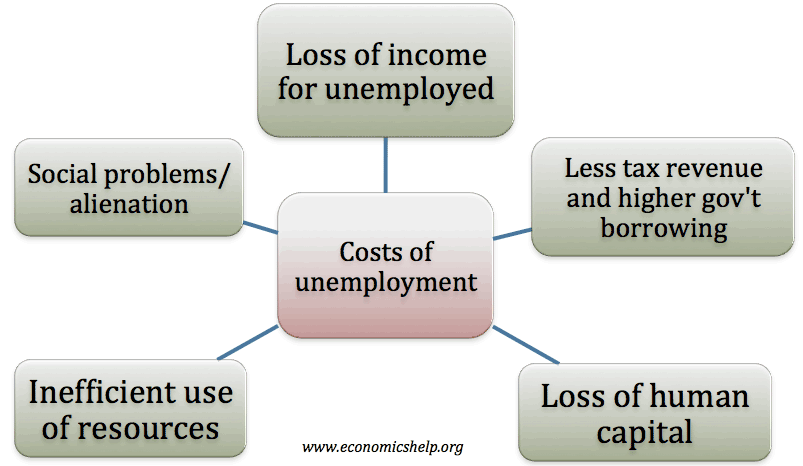 Loss of income
for unemployed
Social problems/
alienation
Less tax revenue
and higher gov't
borrowing
Costs of
unemployment
Inefficient use
of resources
Loss of human
capital
www.economicshelp.org